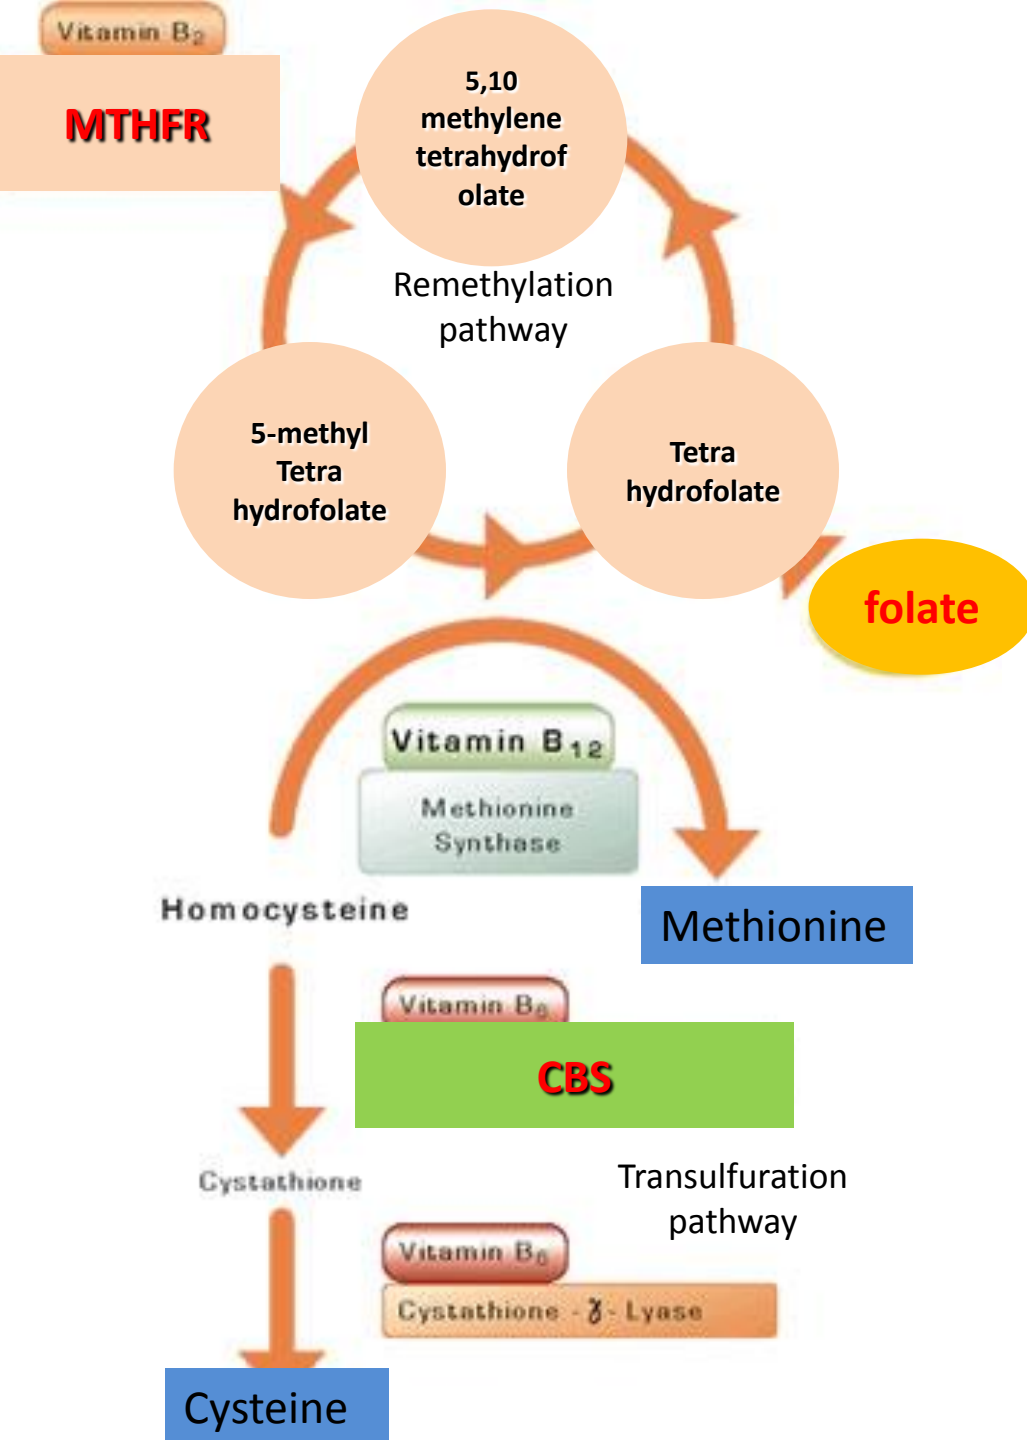 Vitamin B2
MTHFR
5,10
methylene
tetrahydrof
olate
Remethylation
pathway
5-methyl
Tetra
hydrofolate
Tetra
hydrofolate
folate
Vitamin B12
Methionine
Synthase
Homocysteine
Methionine
Vitamin B6
CBS
Cystathione
Transulfuration
pathway
Vitamin B6
Cystathione - ɣ - Lyase
Cysteine